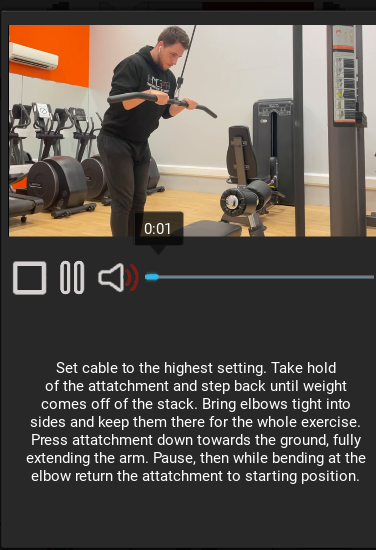 0:01
Set cable to the highest setting. Take hold
of the attatchment and step back until weight
comes off of the stack. Bring elbows tight into
sides and keep them there for the whole exercise.
Press attatchment down towards the ground, fully
extending the arm. Pause, then while bending at the
elbow return the attatchment to starting position.